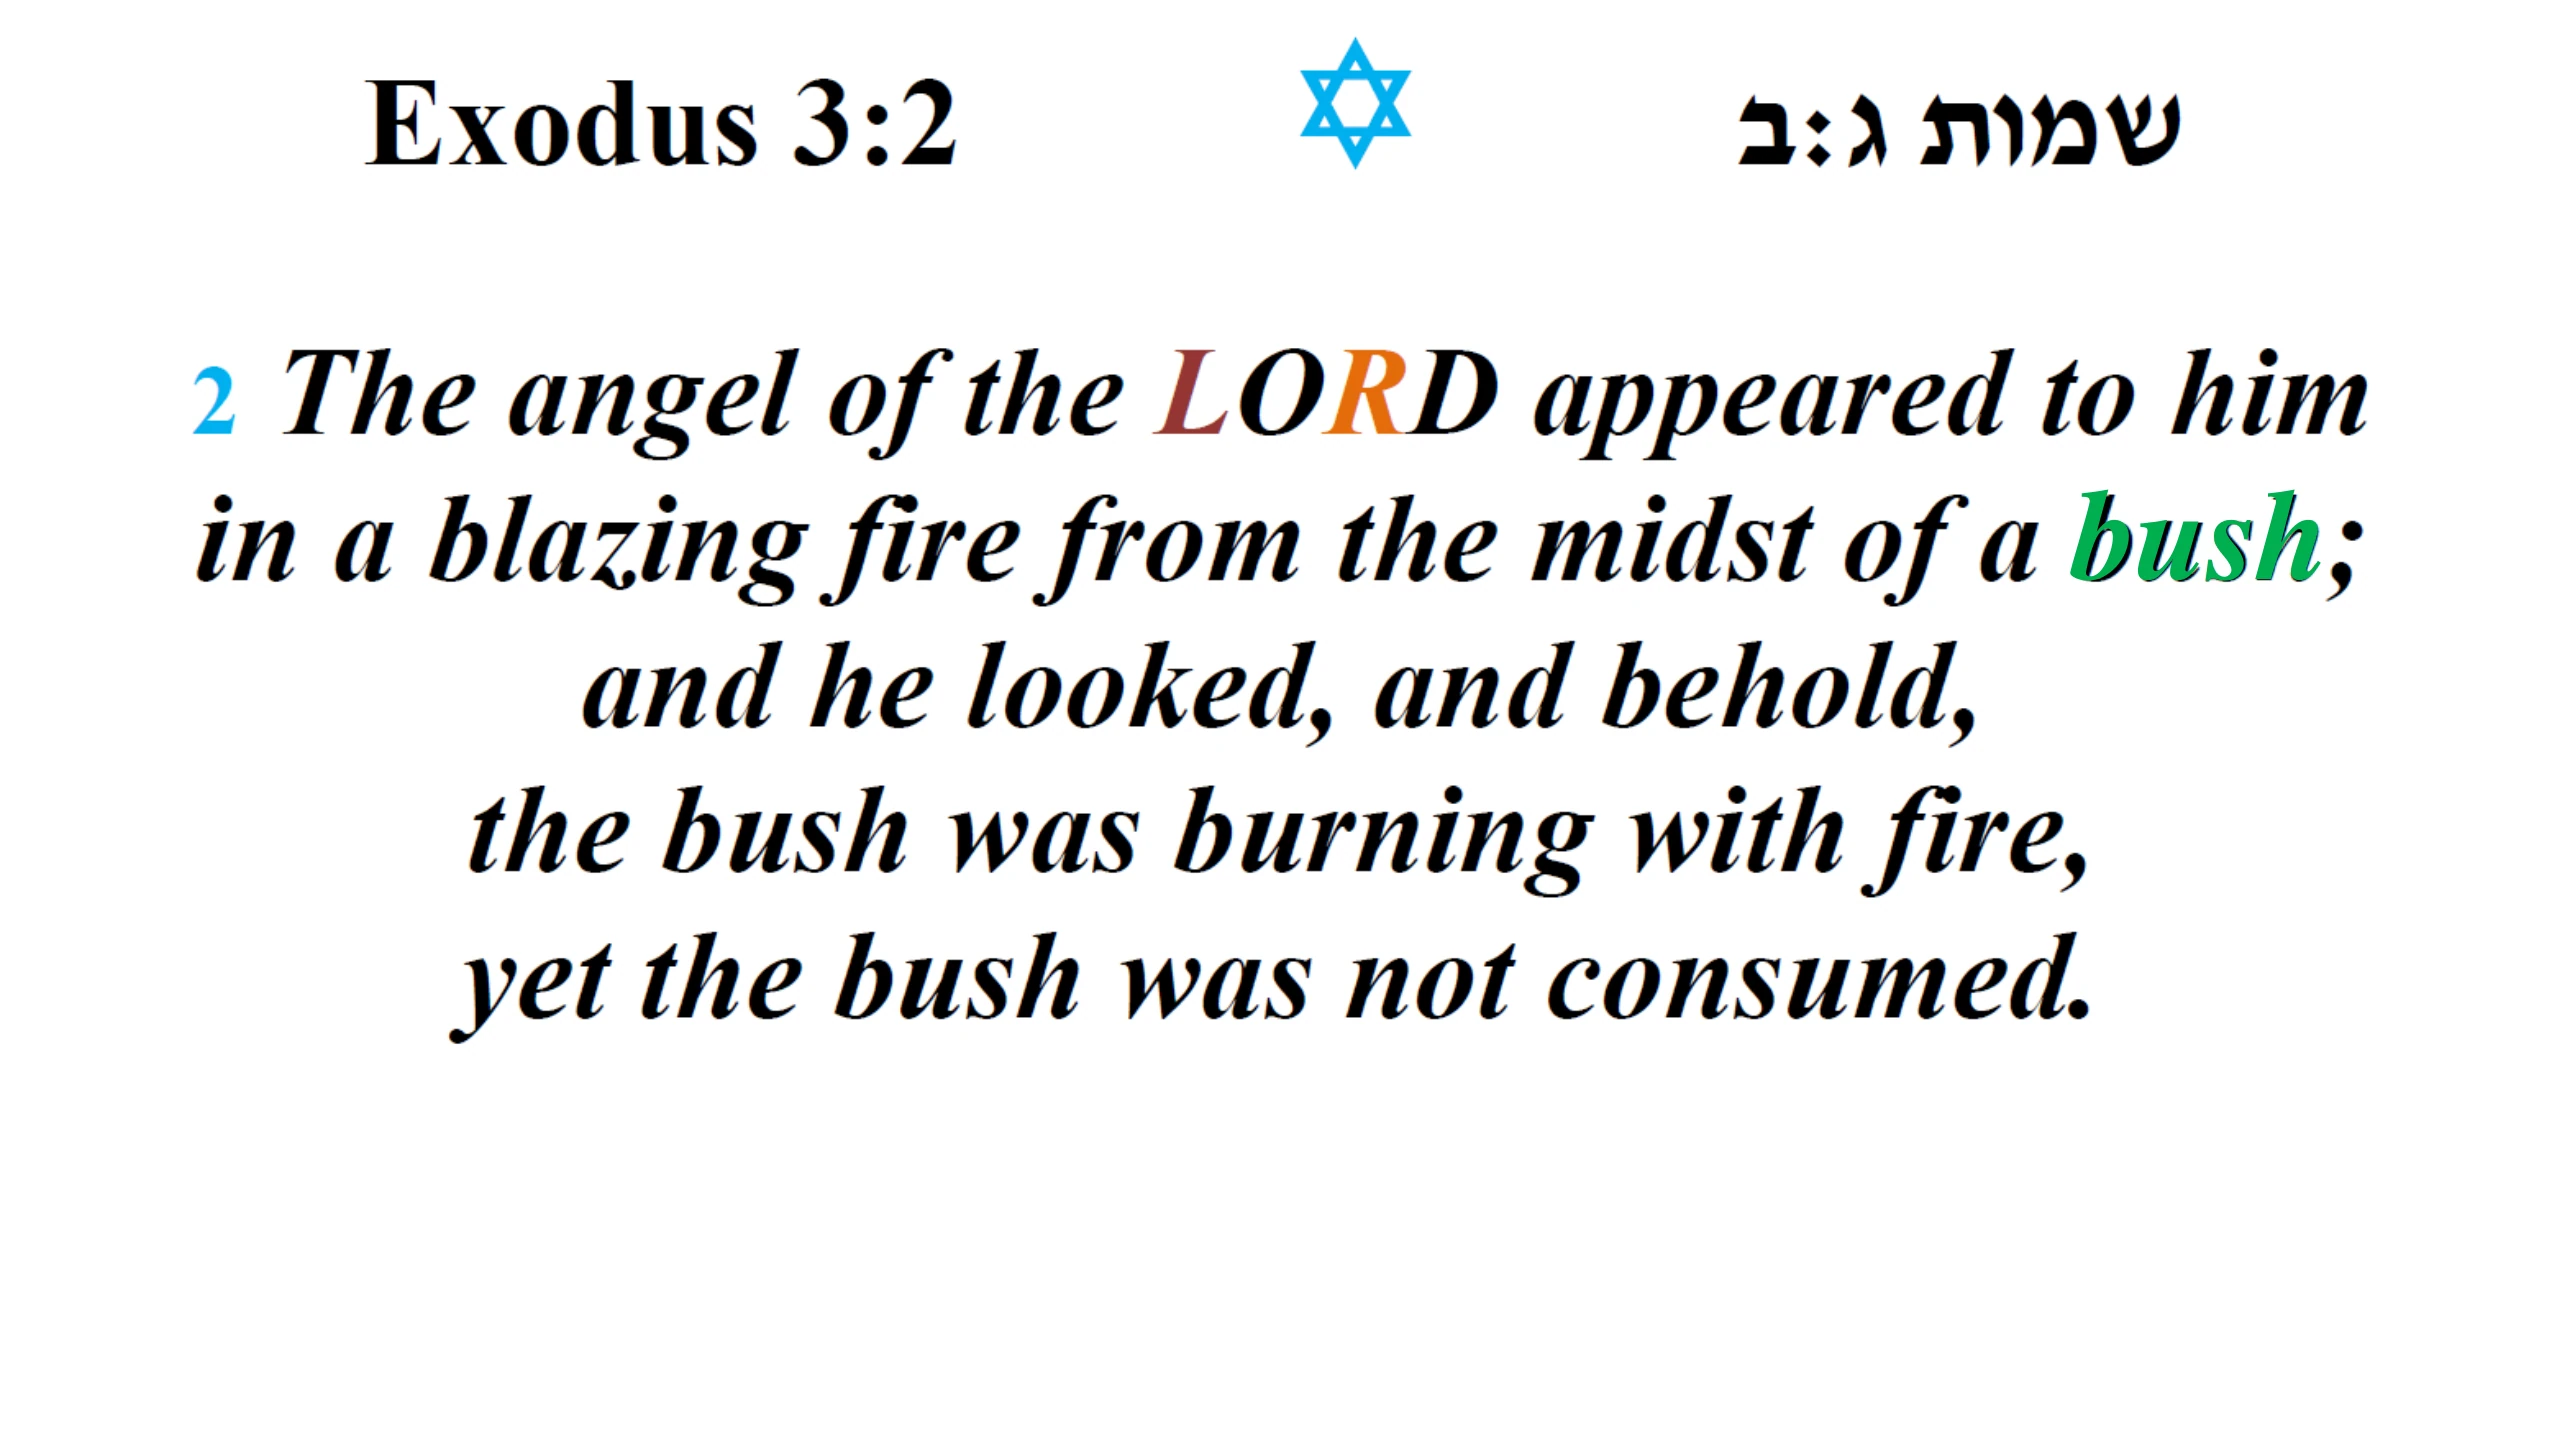 Exodus 3:2 שמות ג:ב
2 The angel of the LORD appeared to him
in a blazing fire from the midst of a bush;
and he looked, and behold,
the bush was burning with fire,
yet the bush was not consumed.